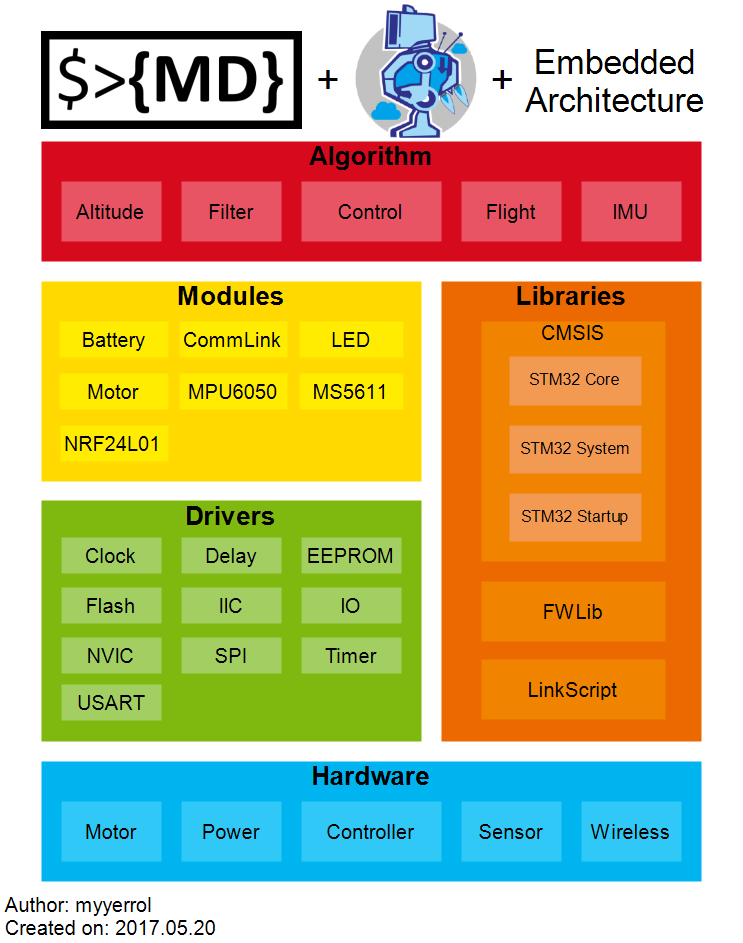 $>{MD} + + Embedded
Architecture
Algorithm
Altitude Filter Control Flight IMU
Modules
Battery CommLink LED
Motor MPU6050 MS5611
NRF24L01
Libraries
CMSIS
STM32 Core
STM32 System
STM32 Startup
FWLib
LinkScript
Drivers
Clock Delay EEPROM
Flash IIC IO
NVIC SPI Timer
USART
Hardware
Motor Power Controller Sensor Wireless
Author: myyerrol
Created on: 2017.05.20